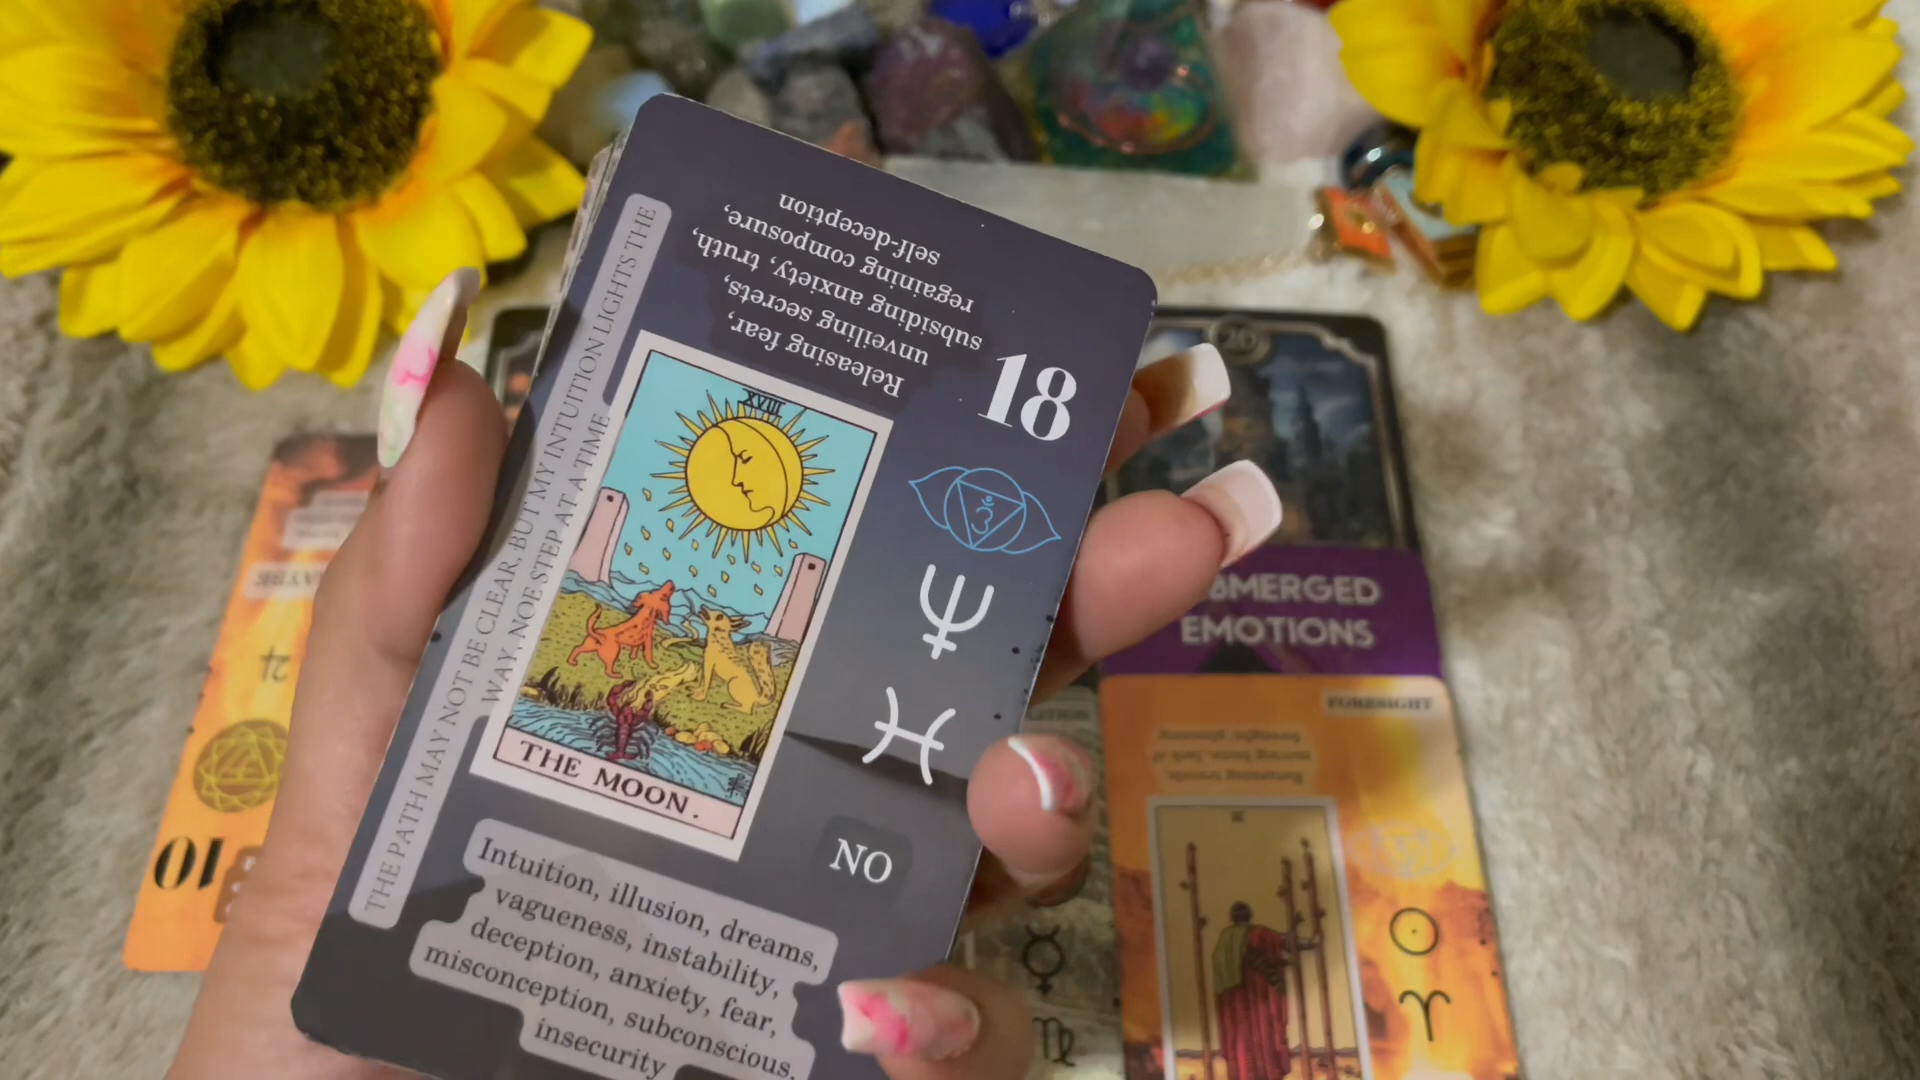 THE PATH MAY NOT BE CLEAR, BUT MY INTUITION LIGHTS THE
WAY, NOE STEP AT A TIME
Releasing fear,
unveiling secrets,
subsiding anxiety, truth,
regaining composure,
self-deception
18
XVIII
THE MOON.
NO
Intuition, illusion, dreams,
vagueness, instability,
deception, anxiety, fear,
misconception, subconscious,
insecurity
20
EMOTIONS
FORESIGHT
10